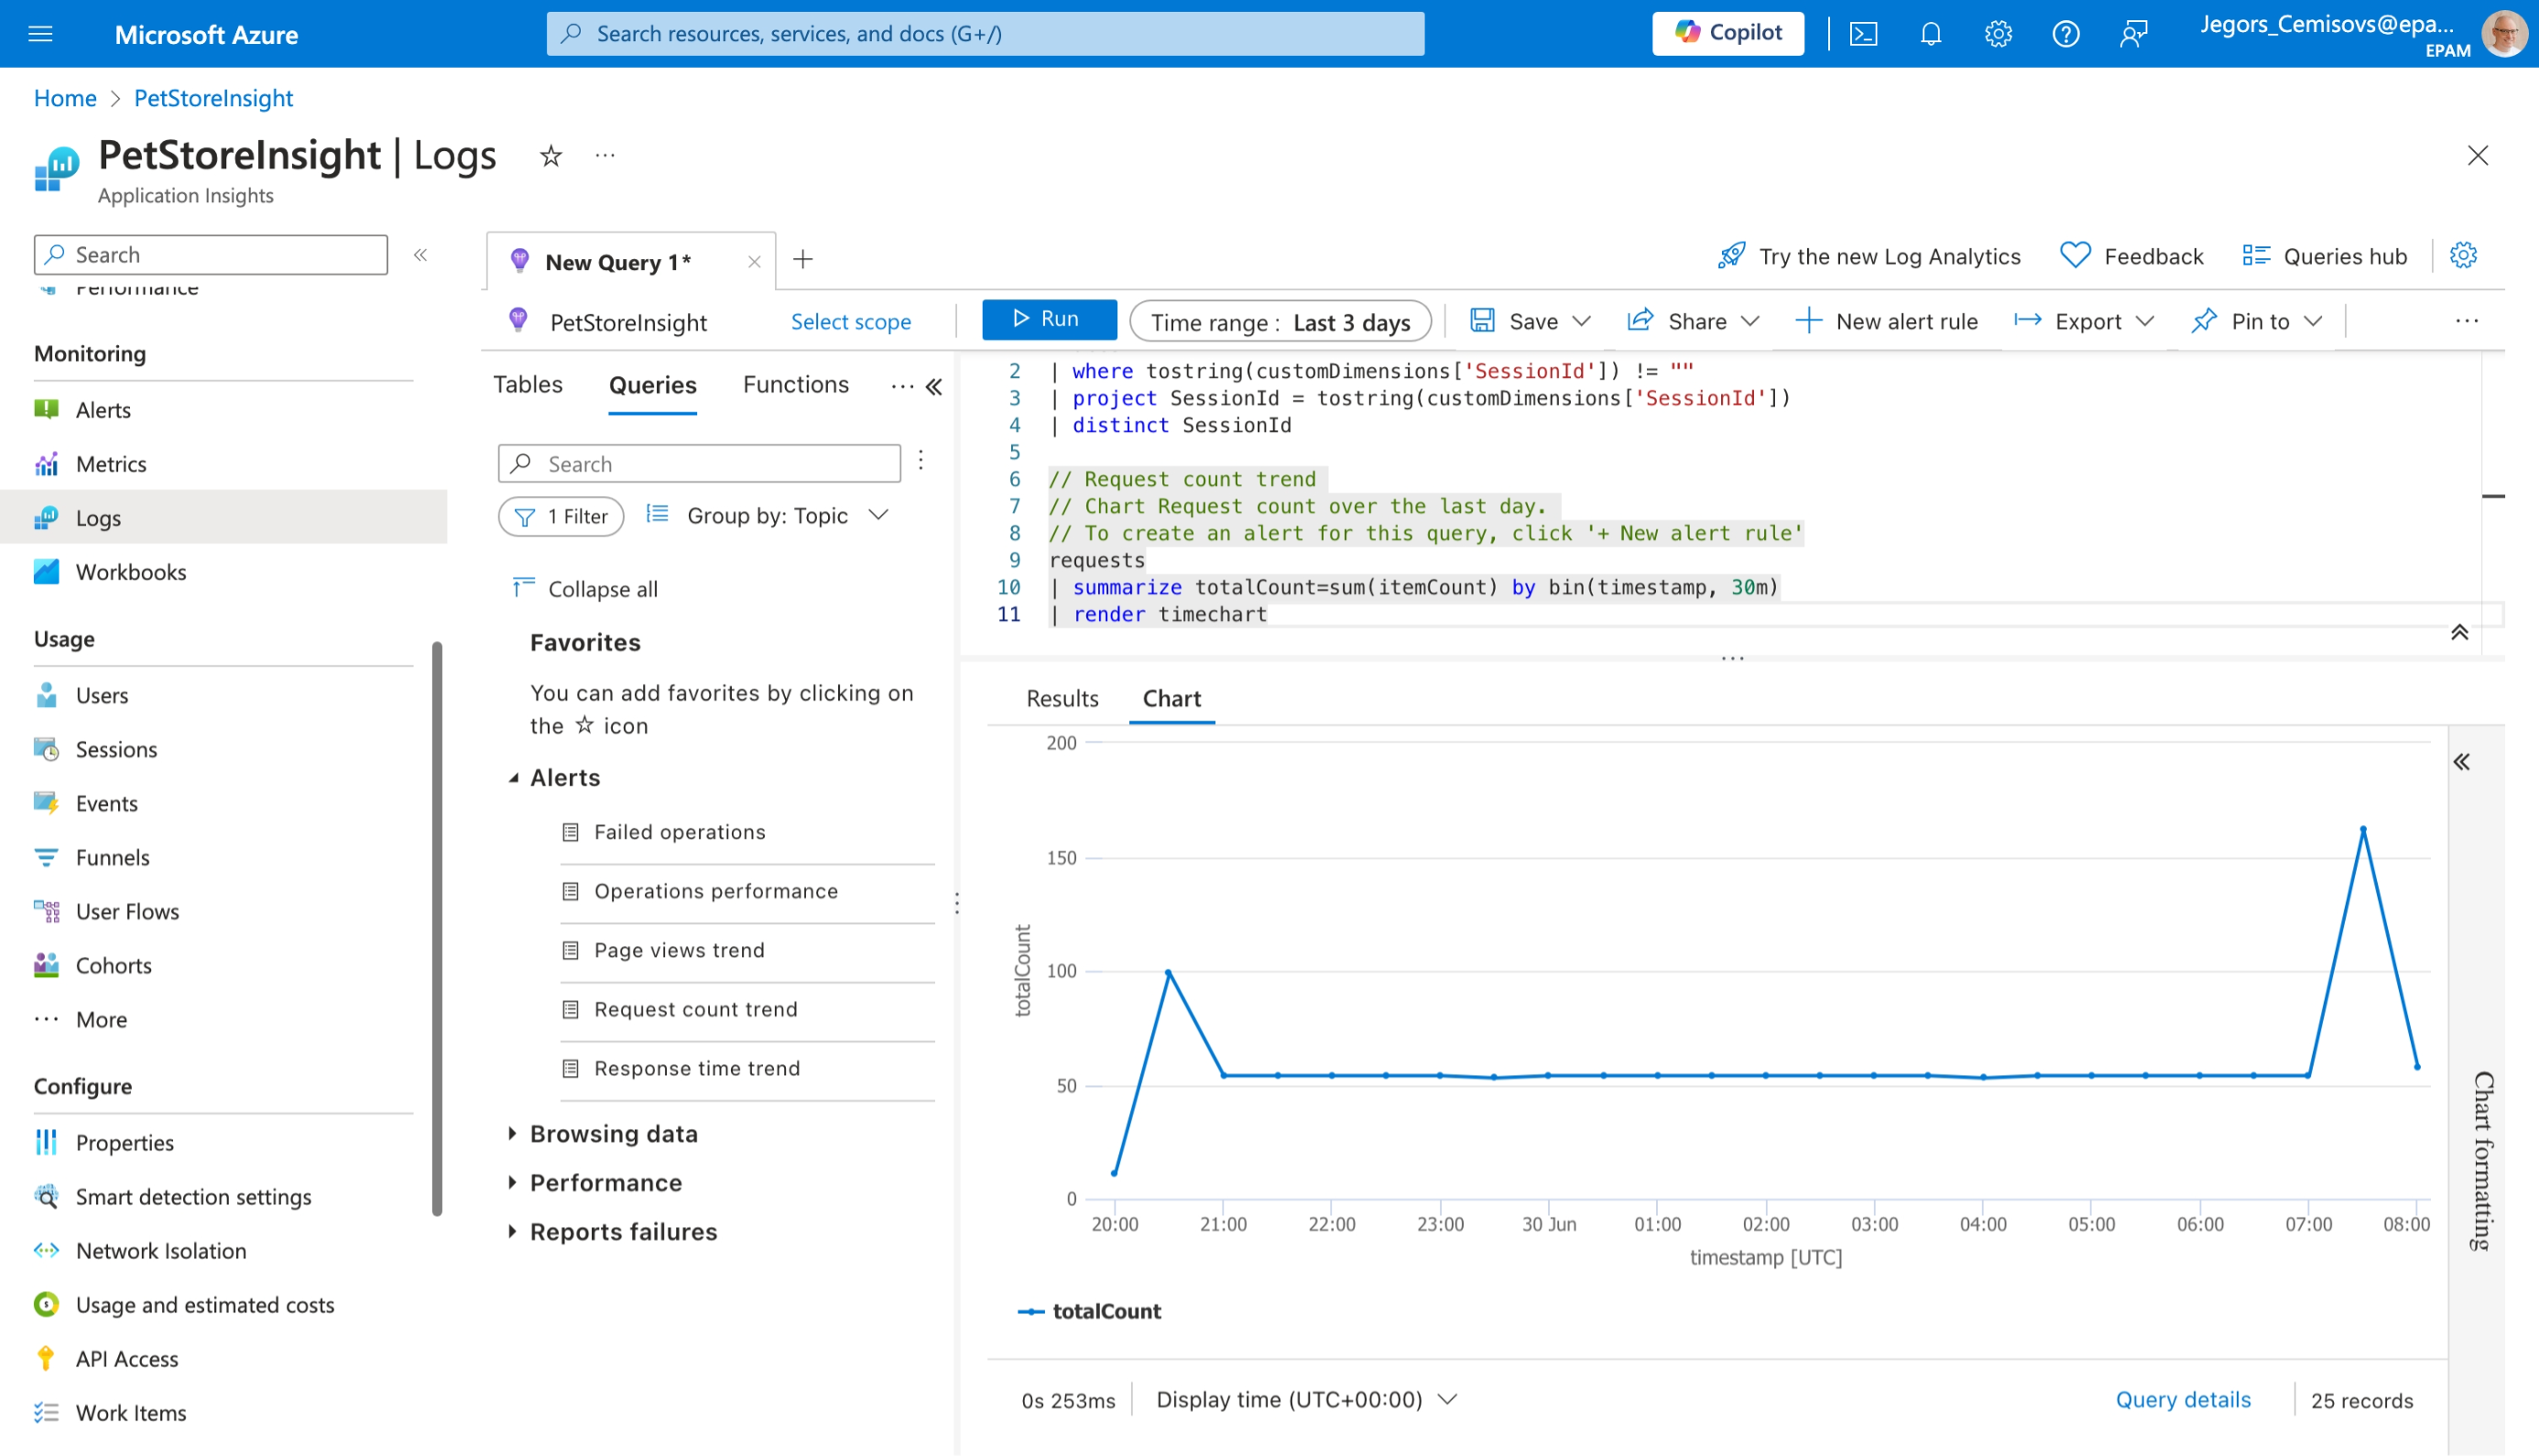 Microsoft Azure
Search resources, services, and docs (G+/)
Copilot
Jegors_Cemisovs@epa...
EPAM
Home > PetStoreInsight
PetStoreInsight | Logs
Application Insights
Search
Performance
Monitoring
Alerts
Metrics
Logs
Workbooks
Usage
Users
Sessions
Events
Funnels
User Flows
Cohorts
More
Configure
Properties
Smart detection settings
Network Isolation
Usage and estimated costs
API Access
Work Items
New Query 1*
Try the new Log Analytics
Feedback
Queries hub
PetStoreInsight
Select scope
Run
Time range : Last 3 days
Save
Share
New alert rule
Export
Pin to
Tables
Queries
Functions
Search
1 Filter
Group by: Topic
Collapse all
Favorites
You can add favorites by clicking on
the ☆ icon
Alerts
Failed operations
Operations performance
Page views trend
Request count trend
Response time trend
Browsing data
Performance
Reports failures
2 | where tostring(customDimensions['SessionId']) != ""
3 | project SessionId = tostring(customDimensions['SessionId'])
4 | distinct SessionId
5
6 // Request count trend
7 // Chart Request count over the last day.
8 // To create an alert for this query, click '+ New alert rule'
9 requests
10 | summarize totalCount=sum(itemCount) by bin(timestamp, 30m)
11 | render timechart
Results
Chart
200
150
100
50
0
totalCount
20:00 21:00 22:00 23:00 30 Jun 01:00 02:00 03:00 04:00 05:00 06:00 07:00 08:00
timestamp [UTC]
totalCount
Chart formatting
0s 253ms
Display time (UTC+00:00)
Query details
25 records